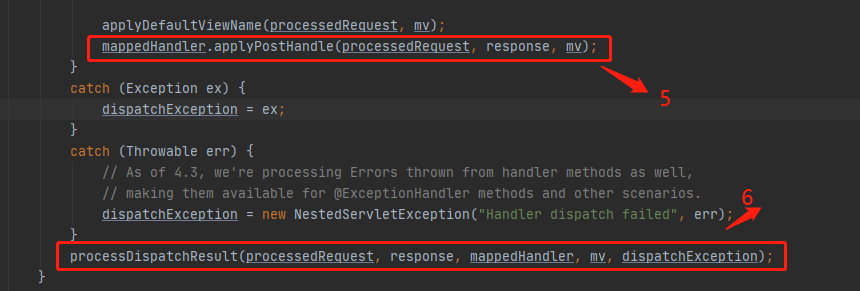 applyDefaultViewName(processedRequest, mv);
mappedHandler.applyPostHandle(processedRequest, response, mv);
}
catch (Exception ex) {
5
dispatchException = ex;
}
catch (Throwable err) {
// As of 4.3, we're processing Errors thrown from handler methods as well,
// making them available for @ExceptionHandler methods and other scenarios.
6
dispatchException = new NestedServletException("Handler dispatch failed", err);
}
processDispatchResult(processedRequest, response, mappedHandler, mv, dispatchException);
}